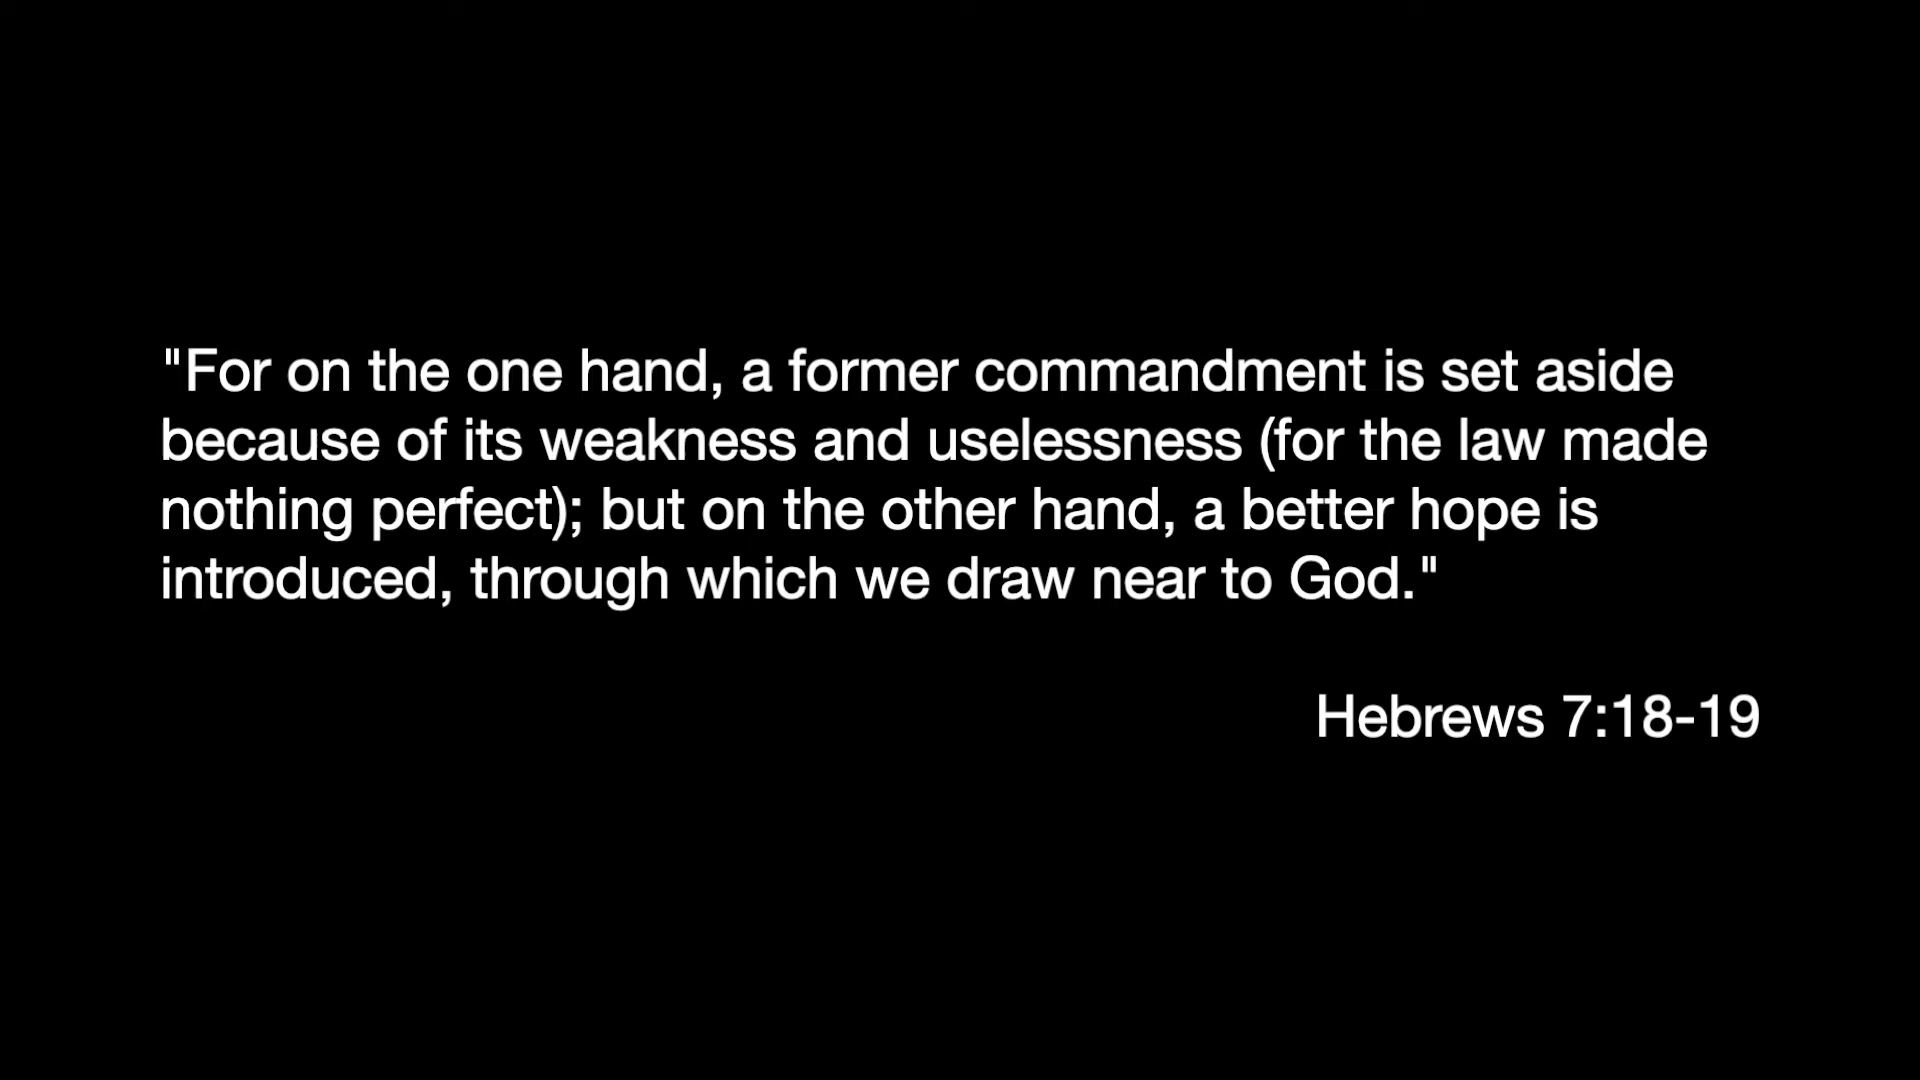 "For on the one hand, a former commandment is set aside
because of its weakness and uselessness (for the law made
nothing perfect); but on the other hand, a better hope is
introduced, through which we draw near to God."
Hebrews 7:18-19